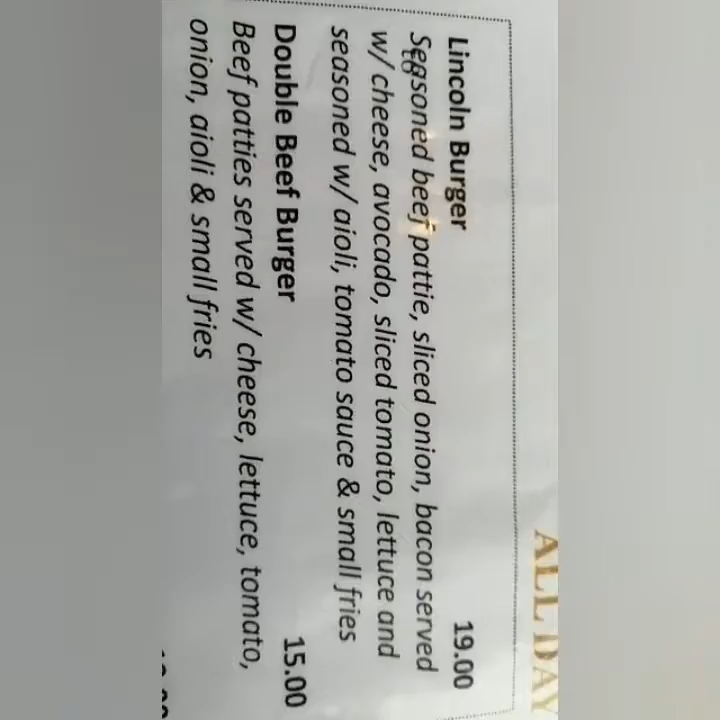 ALL DAY
Lincoln Burger 19.00
Seasoned beef pattie, sliced onion, bacon served
w/ cheese, avocado, sliced tomato, lettuce and
seasoned w/ aioli, tomato sauce & small fries
Double Beef Burger 15.00
Beef patties served w/ cheese, lettuce, tomato,
onion, aioli & small fries